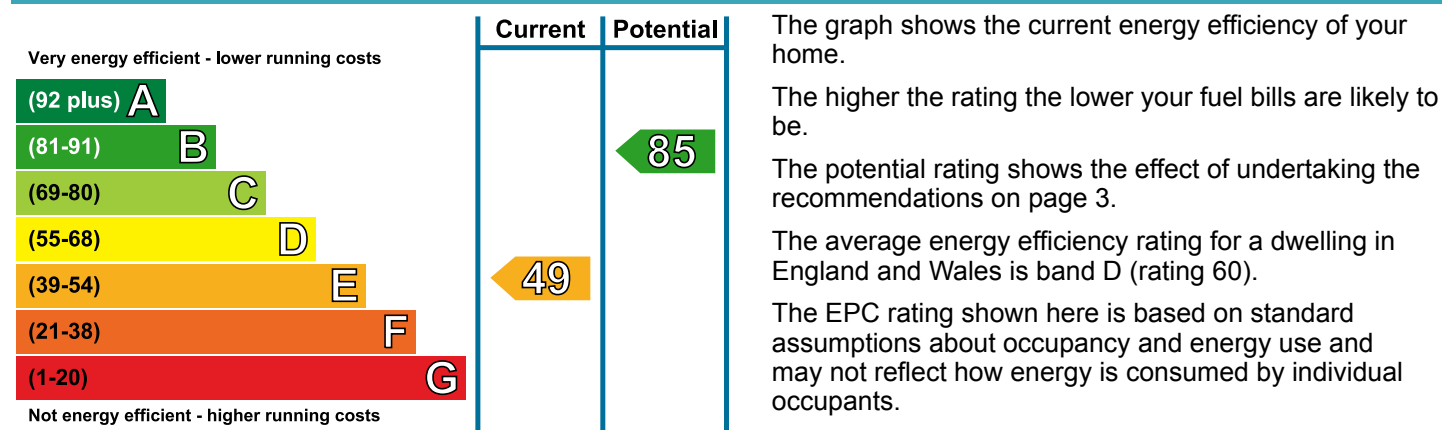 Current Potential
Very energy efficient - lower running costs
(92 plus) A
(81-91) B
85
(69-80) C
(55-68) D
(39-54) E
49
(21-38) F
(1-20) G
Not energy efficient - higher running costs
The graph shows the current energy efficiency of your
home.
The higher the rating the lower your fuel bills are likely to
be.
The potential rating shows the effect of undertaking the
recommendations on page 3.
The average energy efficiency rating for a dwelling in
England and Wales is band D (rating 60).
The EPC rating shown here is based on standard
assumptions about occupancy and energy use and
may not reflect how energy is consumed by individual
occupants.